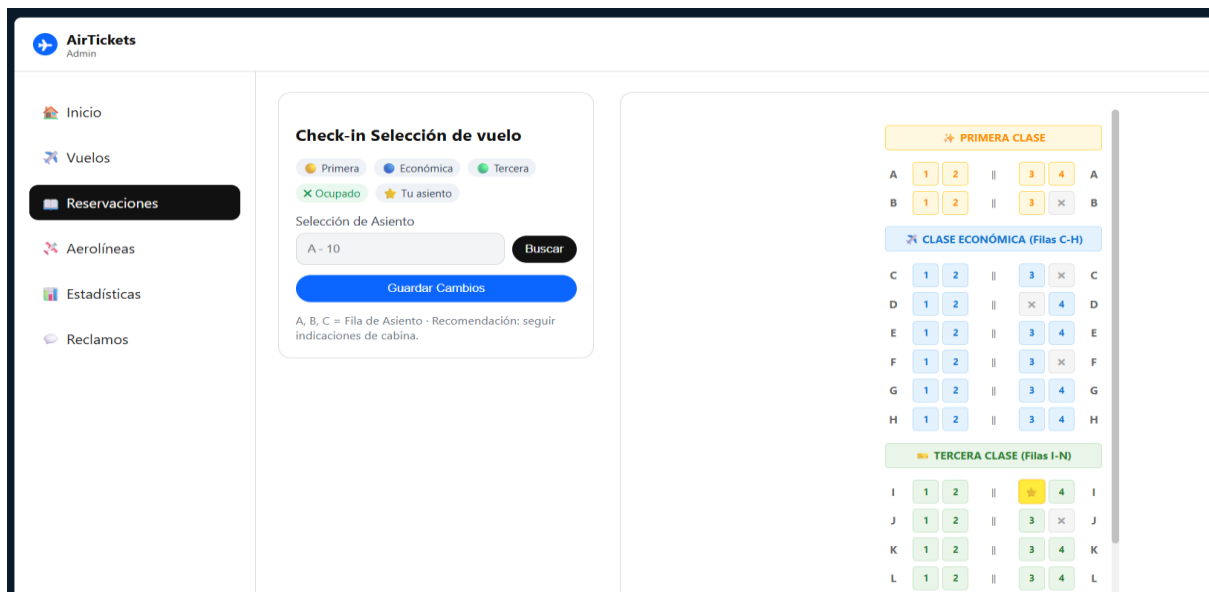 AirTickets
Admin
Inicio
Vuelos
Reservaciones
Aerolíneas
Estadísticas
Reclamos
Check-in Selección de vuelo
Primera Económica Tercera
✕ Ocupado Tu asiento
Selección de Asiento
A - 10 Buscar
Guardar Cambios
A, B, C = Fila de Asiento · Recomendación: seguir
indicaciones de cabina.
PRIMERA CLASE
A 1 2 || 3 4 A
B 1 2 || 3 ✕ B
CLASE ECONÓMICA (Filas C-H)
C 1 2 || 3 ✕ C
D 1 2 || ✕ 4 D
E 1 2 || 3 4 E
F 1 2 || 3 ✕ F
G 1 2 || 3 4 G
H 1 2 || 3 4 H
TERCERA CLASE (Filas I-N)
I 1 2 || 4 I
J 1 2 || 3 ✕ J
K 1 2 || 3 4 K
L 1 2 || 3 4 L